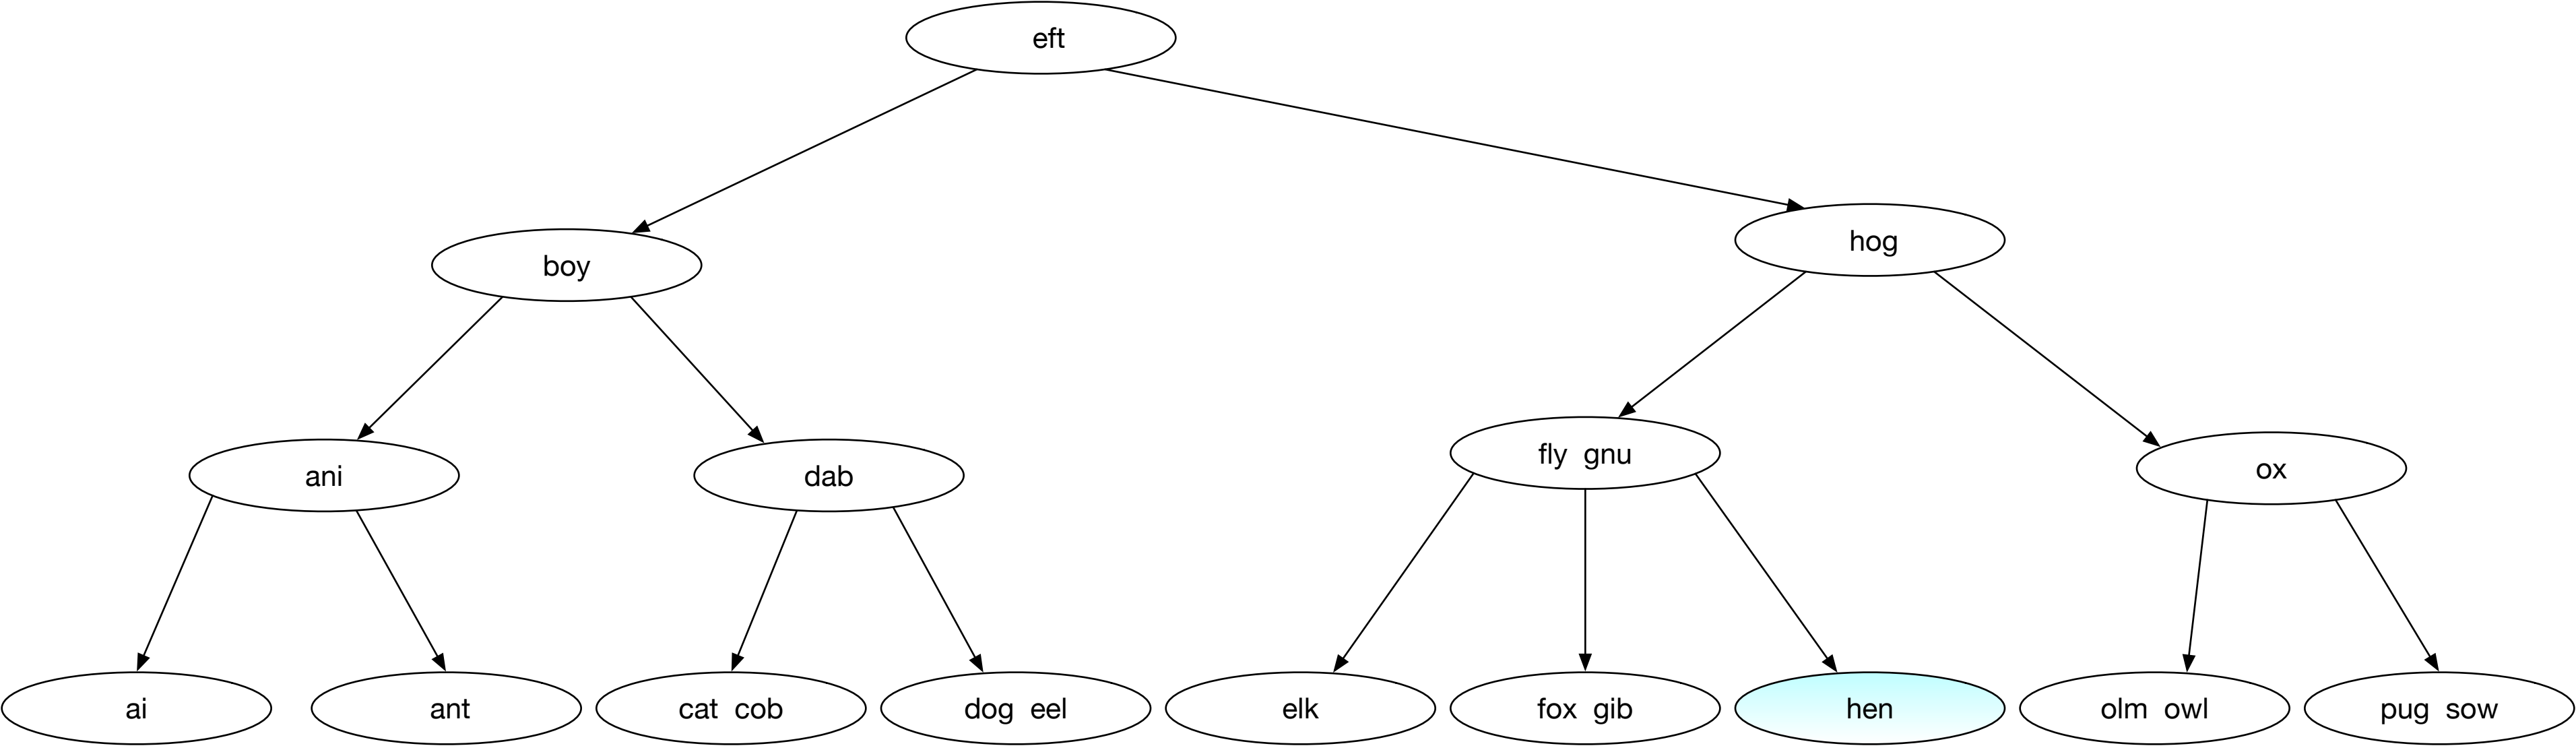 eft
boy
hog
ani
dab
fly gnu
ox
ai
ant
cat cob
dog eel
elk
fox gib
hen
olm owl
pug sow